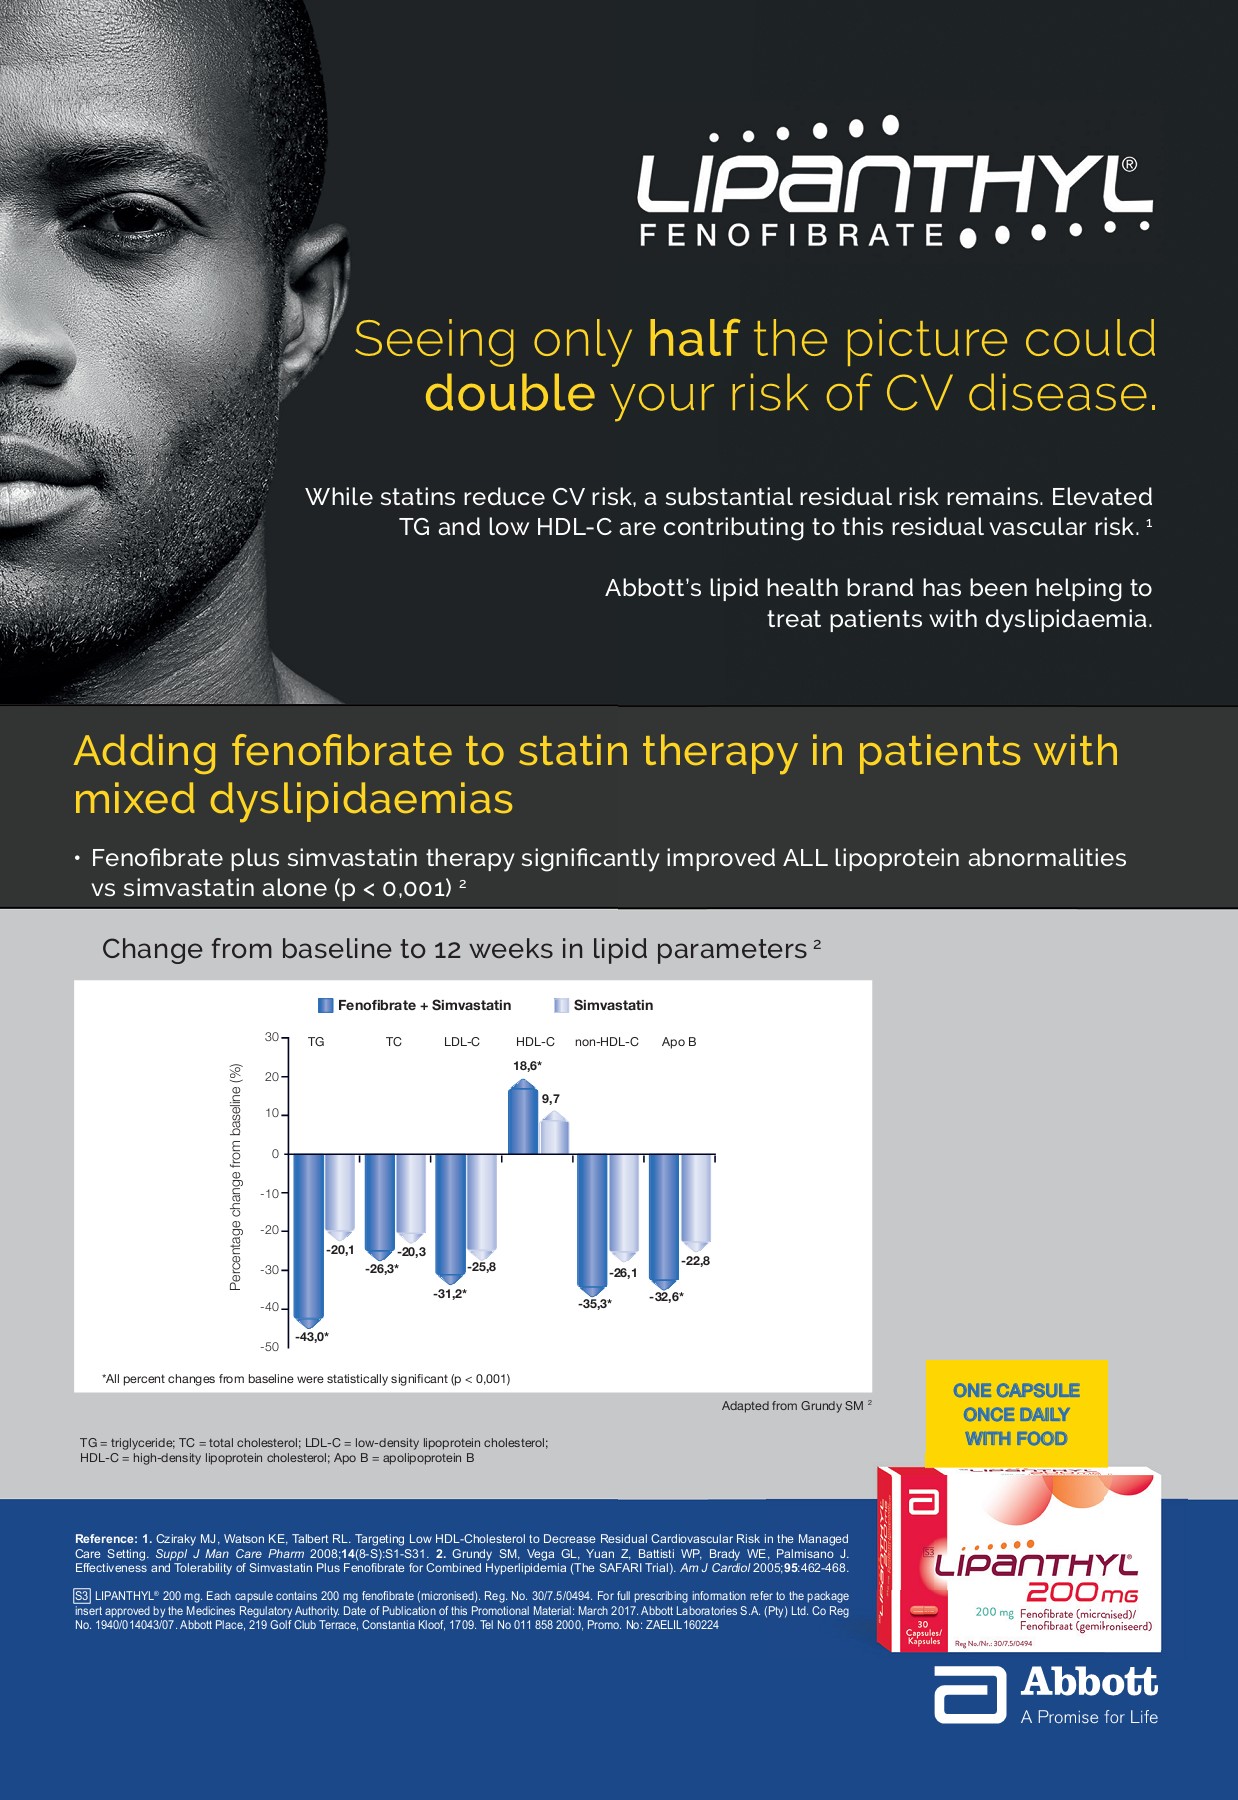 LIPANTHYL®
FENOFIBRATE
Seeing only half the picture could
double your risk of CV disease.
While statins reduce CV risk, a substantial residual risk remains. Elevated
TG and low HDL-C are contributing to this residual vascular risk. 1
Abbott's lipid health brand has been helping to
treat patients with dyslipidaemia.
Adding fenofibrate to statin therapy in patients with
mixed dyslipidaemias
• Fenofibrate plus simvastatin therapy significantly improved ALL lipoprotein abnormalities
vs simvastatin alone (p < 0,001) 2
Change from baseline to 12 weeks in lipid parameters 2
Fenofibrate + Simvastatin Simvastatin
Percentage change from baseline (%)
30
20
10
0
-10
-20
-30
-40
-50
TG TC LDL-C HDL-C non-HDL-C Apo B
18,6*
9,7
-20,1
-20,3
-26,3*
-25,8
-22,8
-26,1
-31,2*
-35,3*
-32,6*
-43,0*
*All percent changes from baseline were statistically significant (p < 0,001)
Adapted from Grundy SM 2
TG = triglyceride; TC = total cholesterol; LDL-C = low-density lipoprotein cholesterol;
HDL-C = high-density lipoprotein cholesterol; Apo B = apolipoprotein B
ONE CAPSULE
ONCE DAILY
WITH FOOD
Reference: 1. Cziraky MJ, Watson KE, Talbert RL. Targeting Low HDL-Cholesterol to Decrease Residual Cardiovascular Risk in the Managed
Care Setting. Suppl J Man Care Pharm 2008;14(8-S):S1-S31. 2. Grundy SM, Vega GL, Yuan Z, Battisti WP, Brady WE, Palmisano J.
Effectiveness and Tolerability of Simvastatin Plus Fenofibrate for Combined Hyperlipidemia (The SAFARI Trial). Am J Cardiol 2005;95:462-468.
S3 LIPANTHYL® 200 mg. Each capsule contains 200 mg fenofibrate (micronised). Reg. No. 30/7.5/0494. For full prescribing information refer to the package
insert approved by the Medicines Regulatory Authority. Date of Publication of this Promotional Material: March 2017. Abbott Laboratories S.A. (Pty) Ltd. Co Reg
No. 1940/014043/07. Abbott Place, 219 Golf Club Terrace, Constantia Kloof, 1709. Tel No 011 858 2000, Promo. No: ZAELIL160224
LIPANTHYL
LIPANTHYL
S3
LIPANTHYL®
200 MG
200 mg Fenofibrate (micronised)/
Fenofibraat (gemikroniseerd)
30
Capsules/
Kapsules
Reg No./Nr.: 30/7.5/0494
Abbott
A Promise for Life